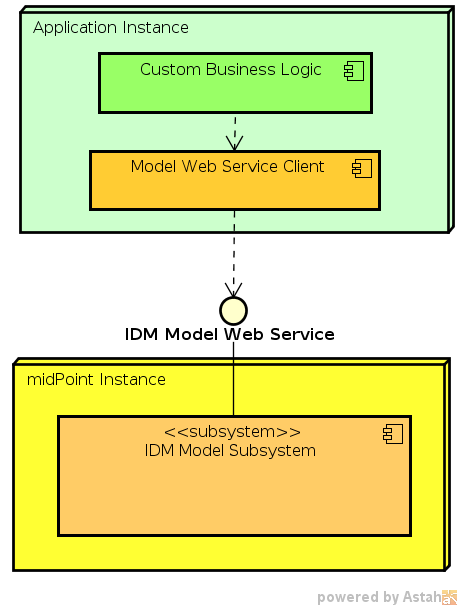 Application Instance
Custom Business Logic
Model Web Service Client
IDM Model Web Service
midPoint Instance
<<subsystem>>
IDM Model Subsystem
powered by Astah